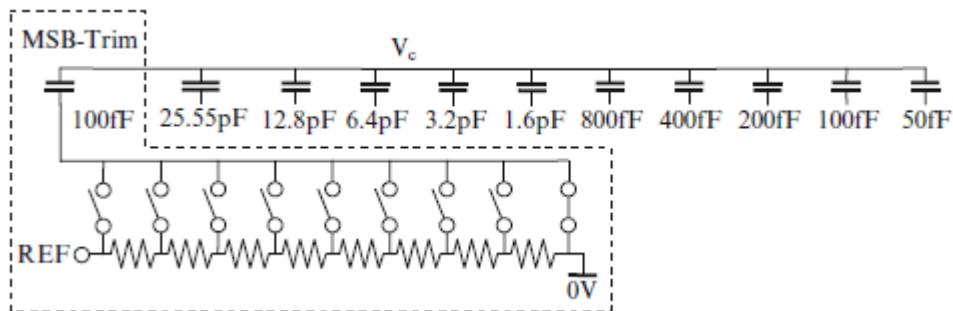 MSB-Trim
V_c
100fF 25.55pF 12.8pF 6.4pF 3.2pF 1.6pF 800fF 400fF 200fF 100fF 50fF
REF
0V